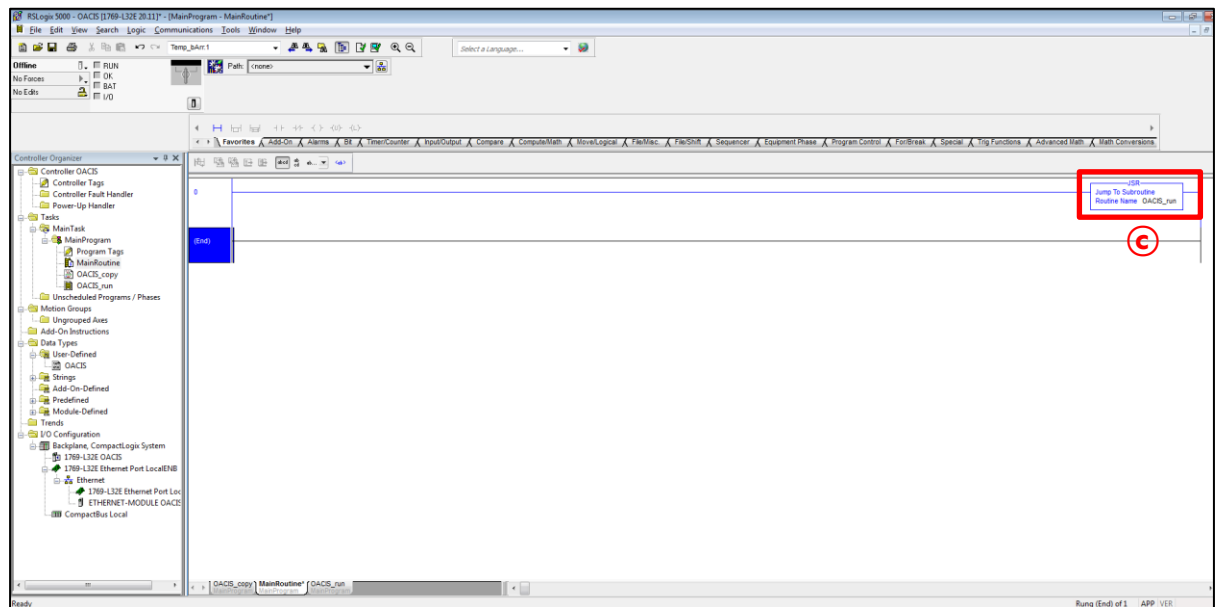 RSLogix 5000 - OACIS [1769-L32E 20.11]* - [MainProgram - MainRoutine*]
File Edit View Search Logic Communications Tools Window Help
Temp_bArr.1
Select a Language...
Offline
RUN
Path: <none>
No Forces
OK
BAT
No Edits
I/O
Favorites Add-On Alarms Bit Timer/Counter Input/Output Compare Compute/Math Move/Logical File/Misc. File/Shift Sequencer Equipment Phase Program Control For/Break Special Trig Functions Advanced Math Math Conversions
Controller Organizer
Controller OACIS
Controller Tags
Controller Fault Handler
Power-Up Handler
Tasks
MainTask
MainProgram
Program Tags
MainRoutine
OACIS_copy
OACIS_run
Unscheduled Programs / Phases
Motion Groups
Ungrouped Axes
Add-On Instructions
Data Types
User-Defined
OACIS
Strings
Add-On-Defined
Predefined
Module-Defined
Trends
I/O Configuration
Backplane, CompactLogix System
1769-L32E OACIS
1769-L32E Ethernet Port LocalENB
Ethernet
1769-L32E Ethernet Port Loc
ETHERNET-MODULE OACIS
CompactBus Local
0
JSR
Jump To Subroutine
Routine Name OACIS_run
ⓒ
(End)
OACIS_copy MainRoutine* OACIS_run
MainProgram MainProgram MainProgram
Ready
Rung (End) of 1 APP VER